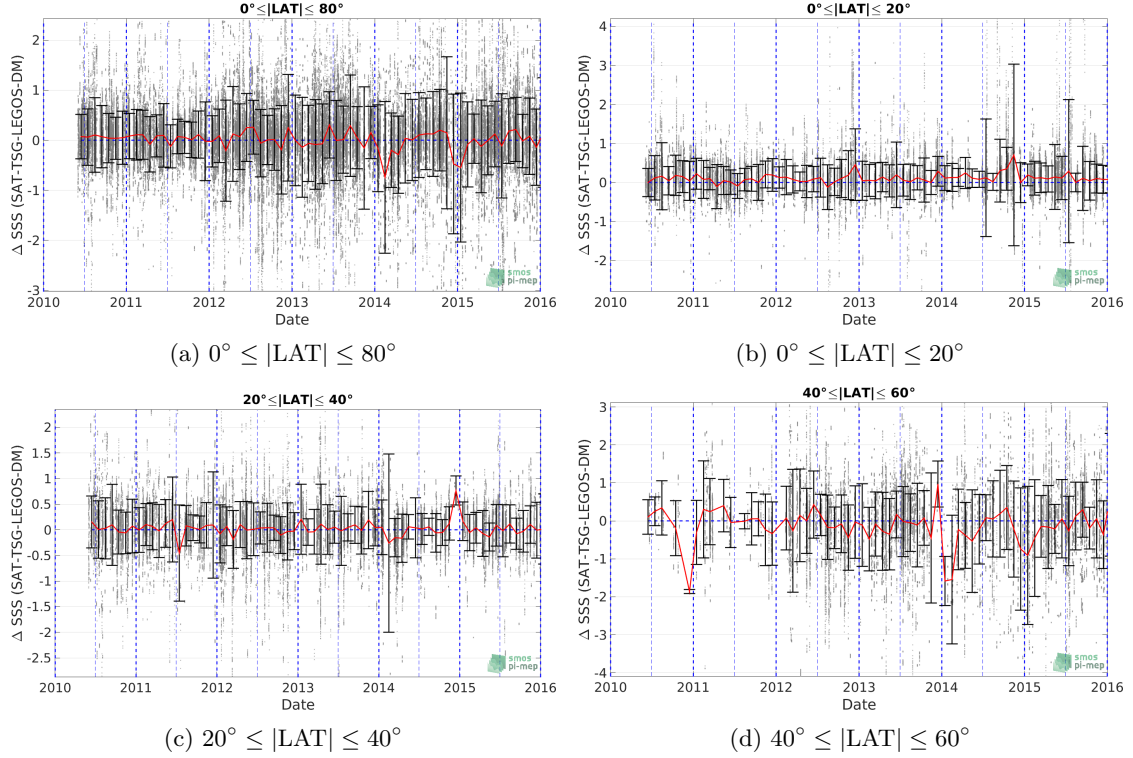 0°≤|LAT|≤ 80°
Δ SSS (SAT-TSG-LEGOS-DM)
2
1
0
-1
-2
-3
2010 2011 2012 2013 2014 2015 2016
Date
smos
pi-mep
(a) 0° ≤ |LAT| ≤ 80°
0°≤|LAT|≤ 20°
Δ SSS (SAT-TSG-LEGOS-DM)
4
3
2
1
0
-1
-2
2010 2011 2012 2013 2014 2015 2016
Date
smos
pi-mep
(b) 0° ≤ |LAT| ≤ 20°
20°≤|LAT|≤ 40°
Δ SSS (SAT-TSG-LEGOS-DM)
2
1.5
1
0.5
0
-0.5
-1
-1.5
-2
-2.5
2010 2011 2012 2013 2014 2015 2016
Date
smos
pi-mep
(c) 20° ≤ |LAT| ≤ 40°
40°≤|LAT|≤ 60°
Δ SSS (SAT-TSG-LEGOS-DM)
3
2
1
0
-1
-2
-3
-4
2010 2011 2012 2013 2014 2015 2016
Date
smos
pi-mep
(d) 40° ≤ |LAT| ≤ 60°